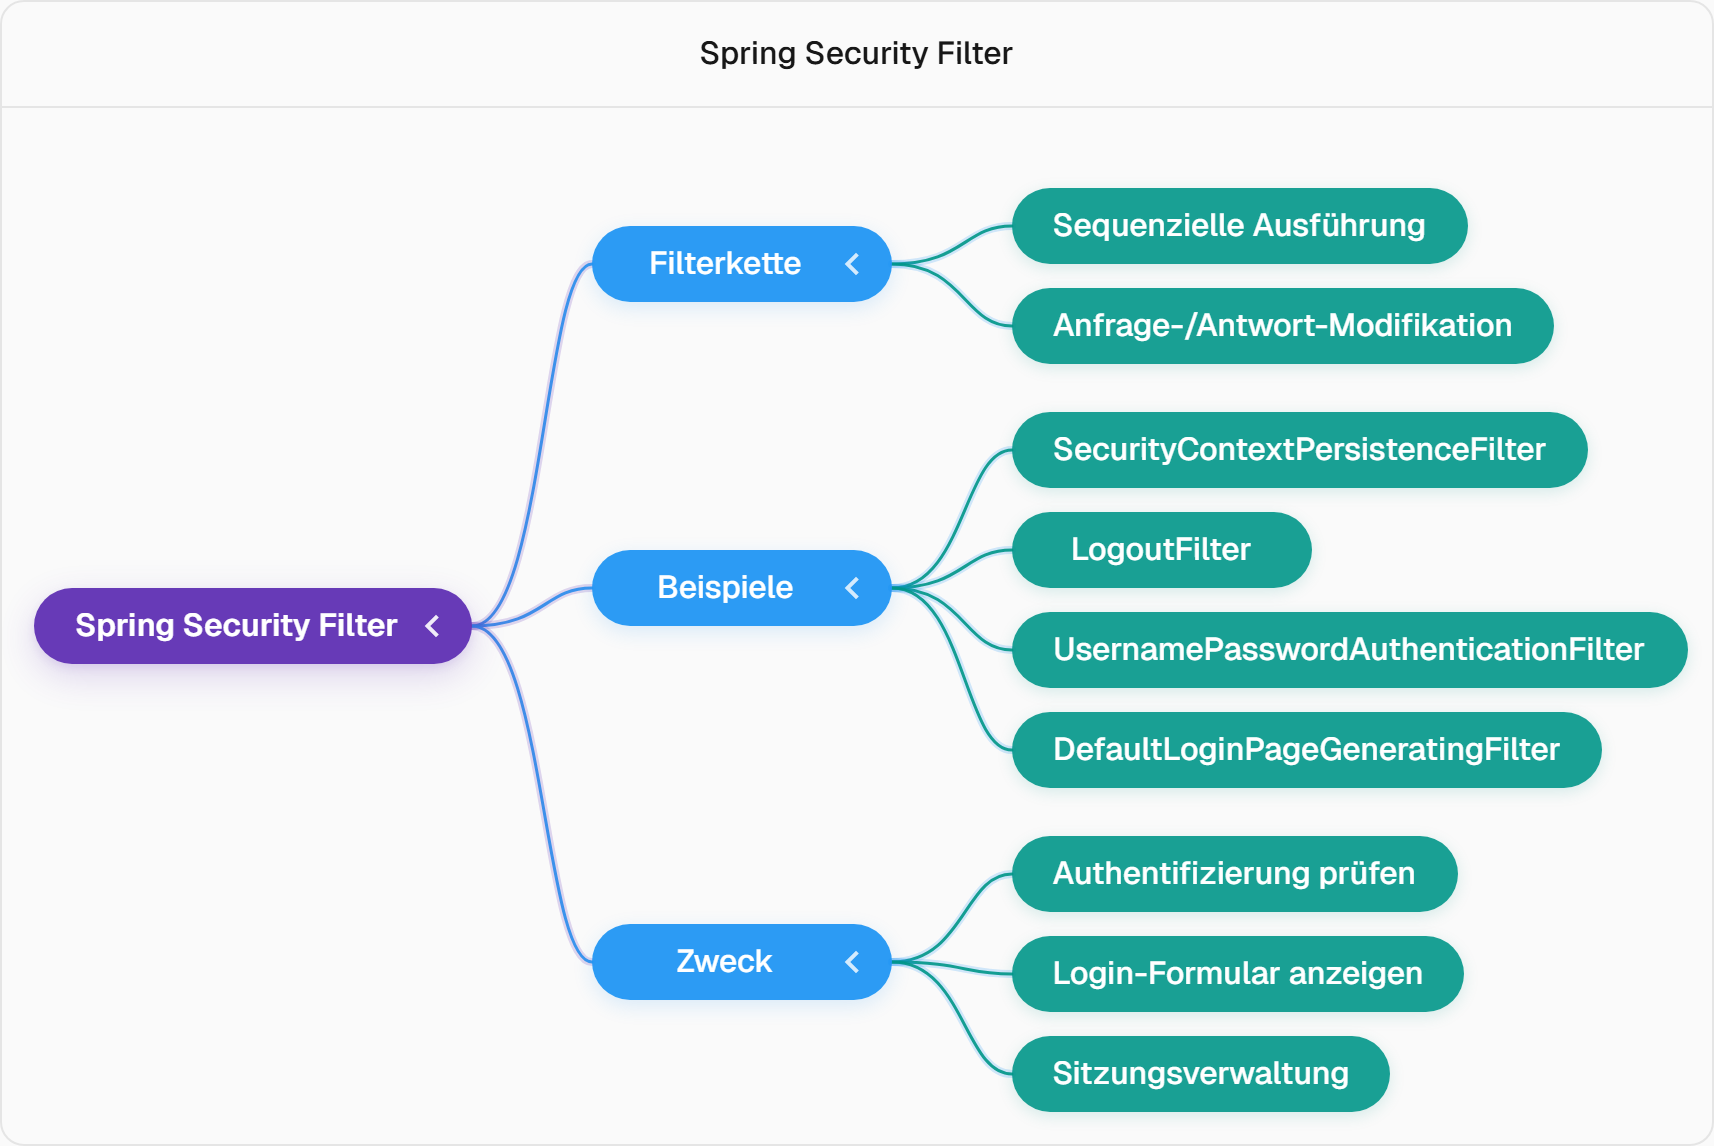 Spring Security Filter
Spring Security Filter
Filterkette
Sequenzielle Ausführung
Anfrage-/Antwort-Modifikation
Beispiele
SecurityContextPersistenceFilter
LogoutFilter
UsernamePasswordAuthenticationFilter
DefaultLoginPageGeneratingFilter
Zweck
Authentifizierung prüfen
Login-Formular anzeigen
Sitzungsverwaltung